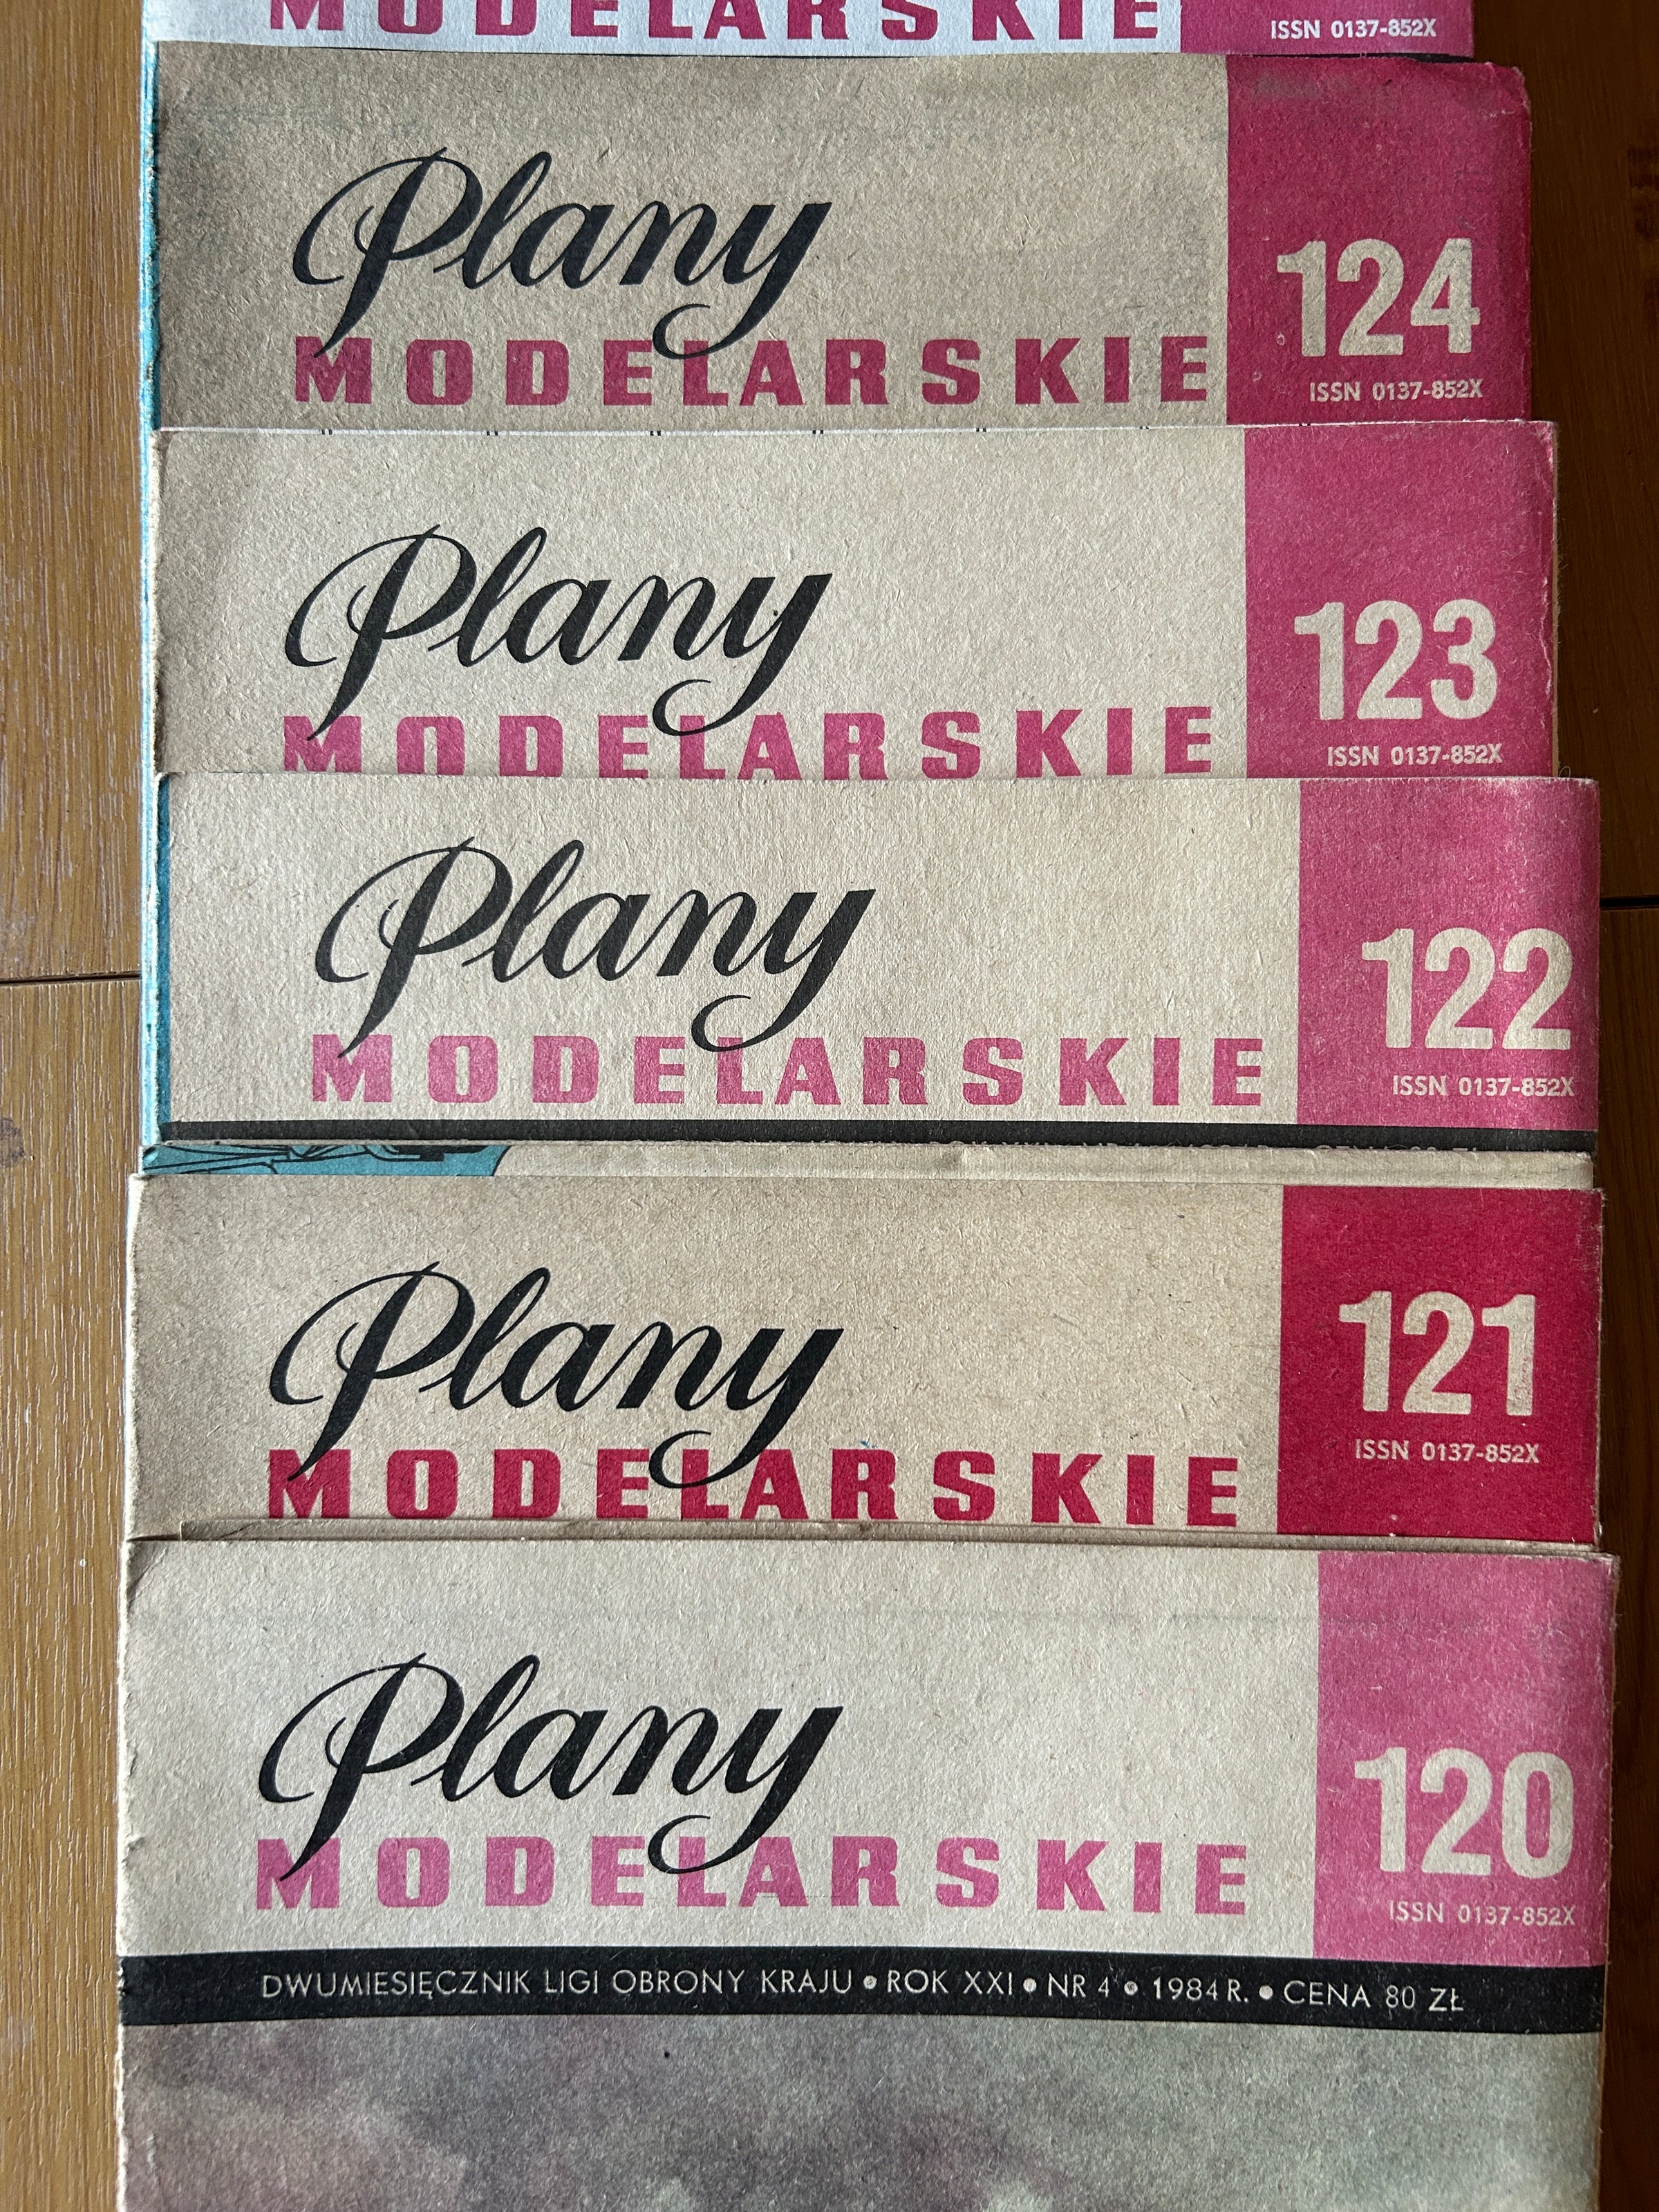 MODELARSKIE
ISSN 0137-852X
Plany
MODELARSKIE
124
ISSN 0137-852X
Plany
MODELARSKIE
123
ISSN 0137-852X
Plany
MODELARSKIE
122
ISSN 0137-852X
Plany
MODELARSKIE
121
ISSN 0137-852X
Plany
MODELARSKIE
120
ISSN 0137-852X
DWUMIESIĘCZNIK LIGI OBRONY KRAJU • ROK XXI • NR 4 • 1984 R. • CENA 80 ZŁ